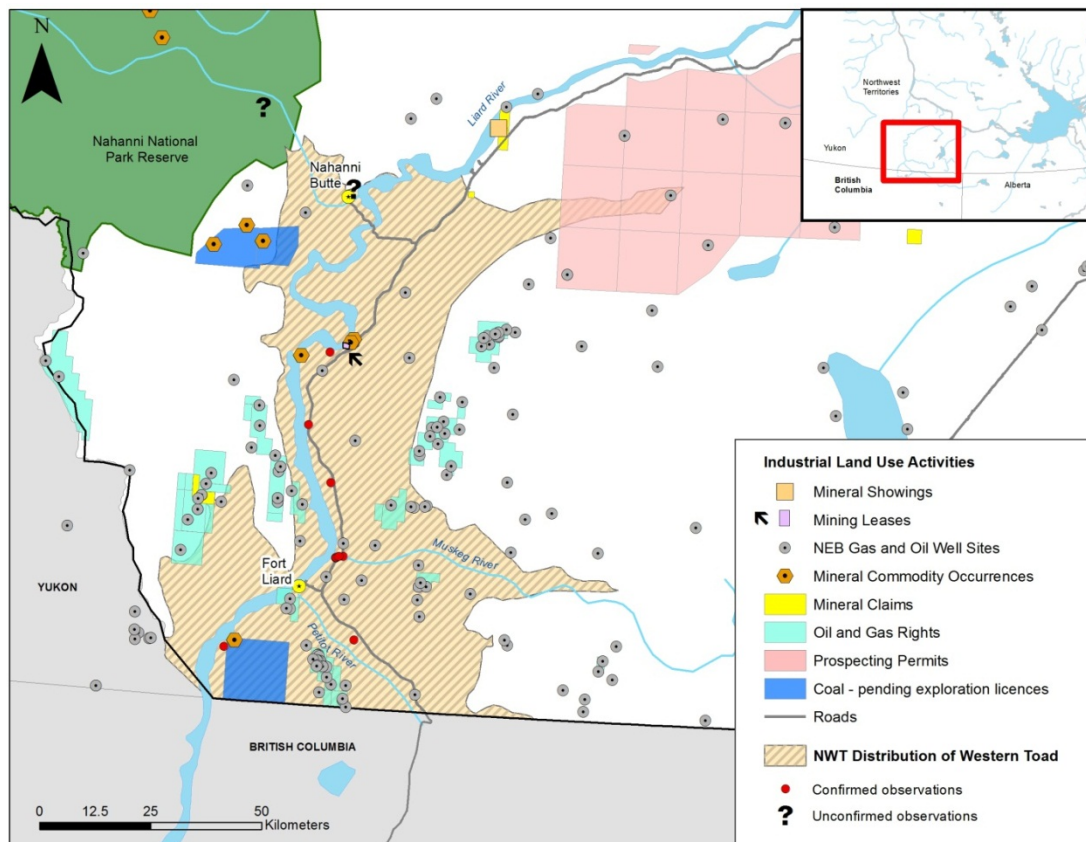 N
Nahanni National
Park Reserve
?
Liard River
Nahanni
Butte
?
Northwest
Territories
Yukon
British
Columbia
Alberta
Muskeg River
Fort
Liard
Petitot River
YUKON
BRITISH COLUMBIA
0 12.5 25 50
Kilometers
Industrial Land Use Activities
Mineral Showings
Mining Leases
NEB Gas and Oil Well Sites
Mineral Commodity Occurrences
Mineral Claims
Oil and Gas Rights
Prospecting Permits
Coal - pending exploration licences
Roads
NWT Distribution of Western Toad
Confirmed observations
? Unconfirmed observations